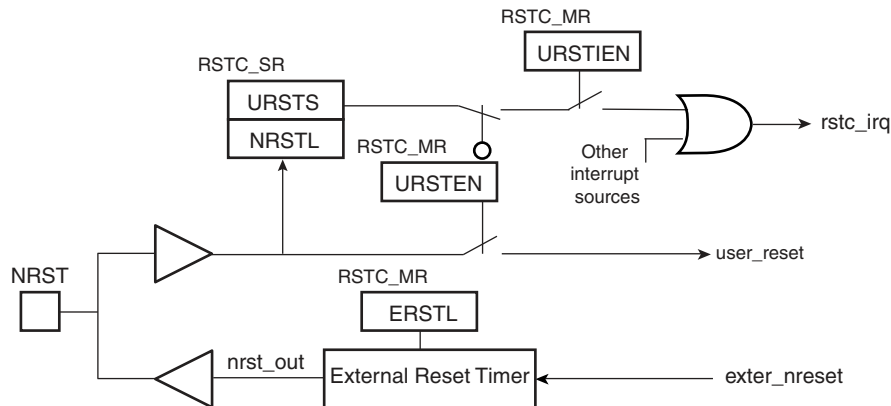 RSTC_MR
URSTIEN
RSTC_SR
URSTS
NRSTL
rstc_irq
RSTC_MR
URSTEN
Other
interrupt
sources
user_reset
NRST
RSTC_MR
ERSTL
nrst_out
External Reset Timer
exter_nreset